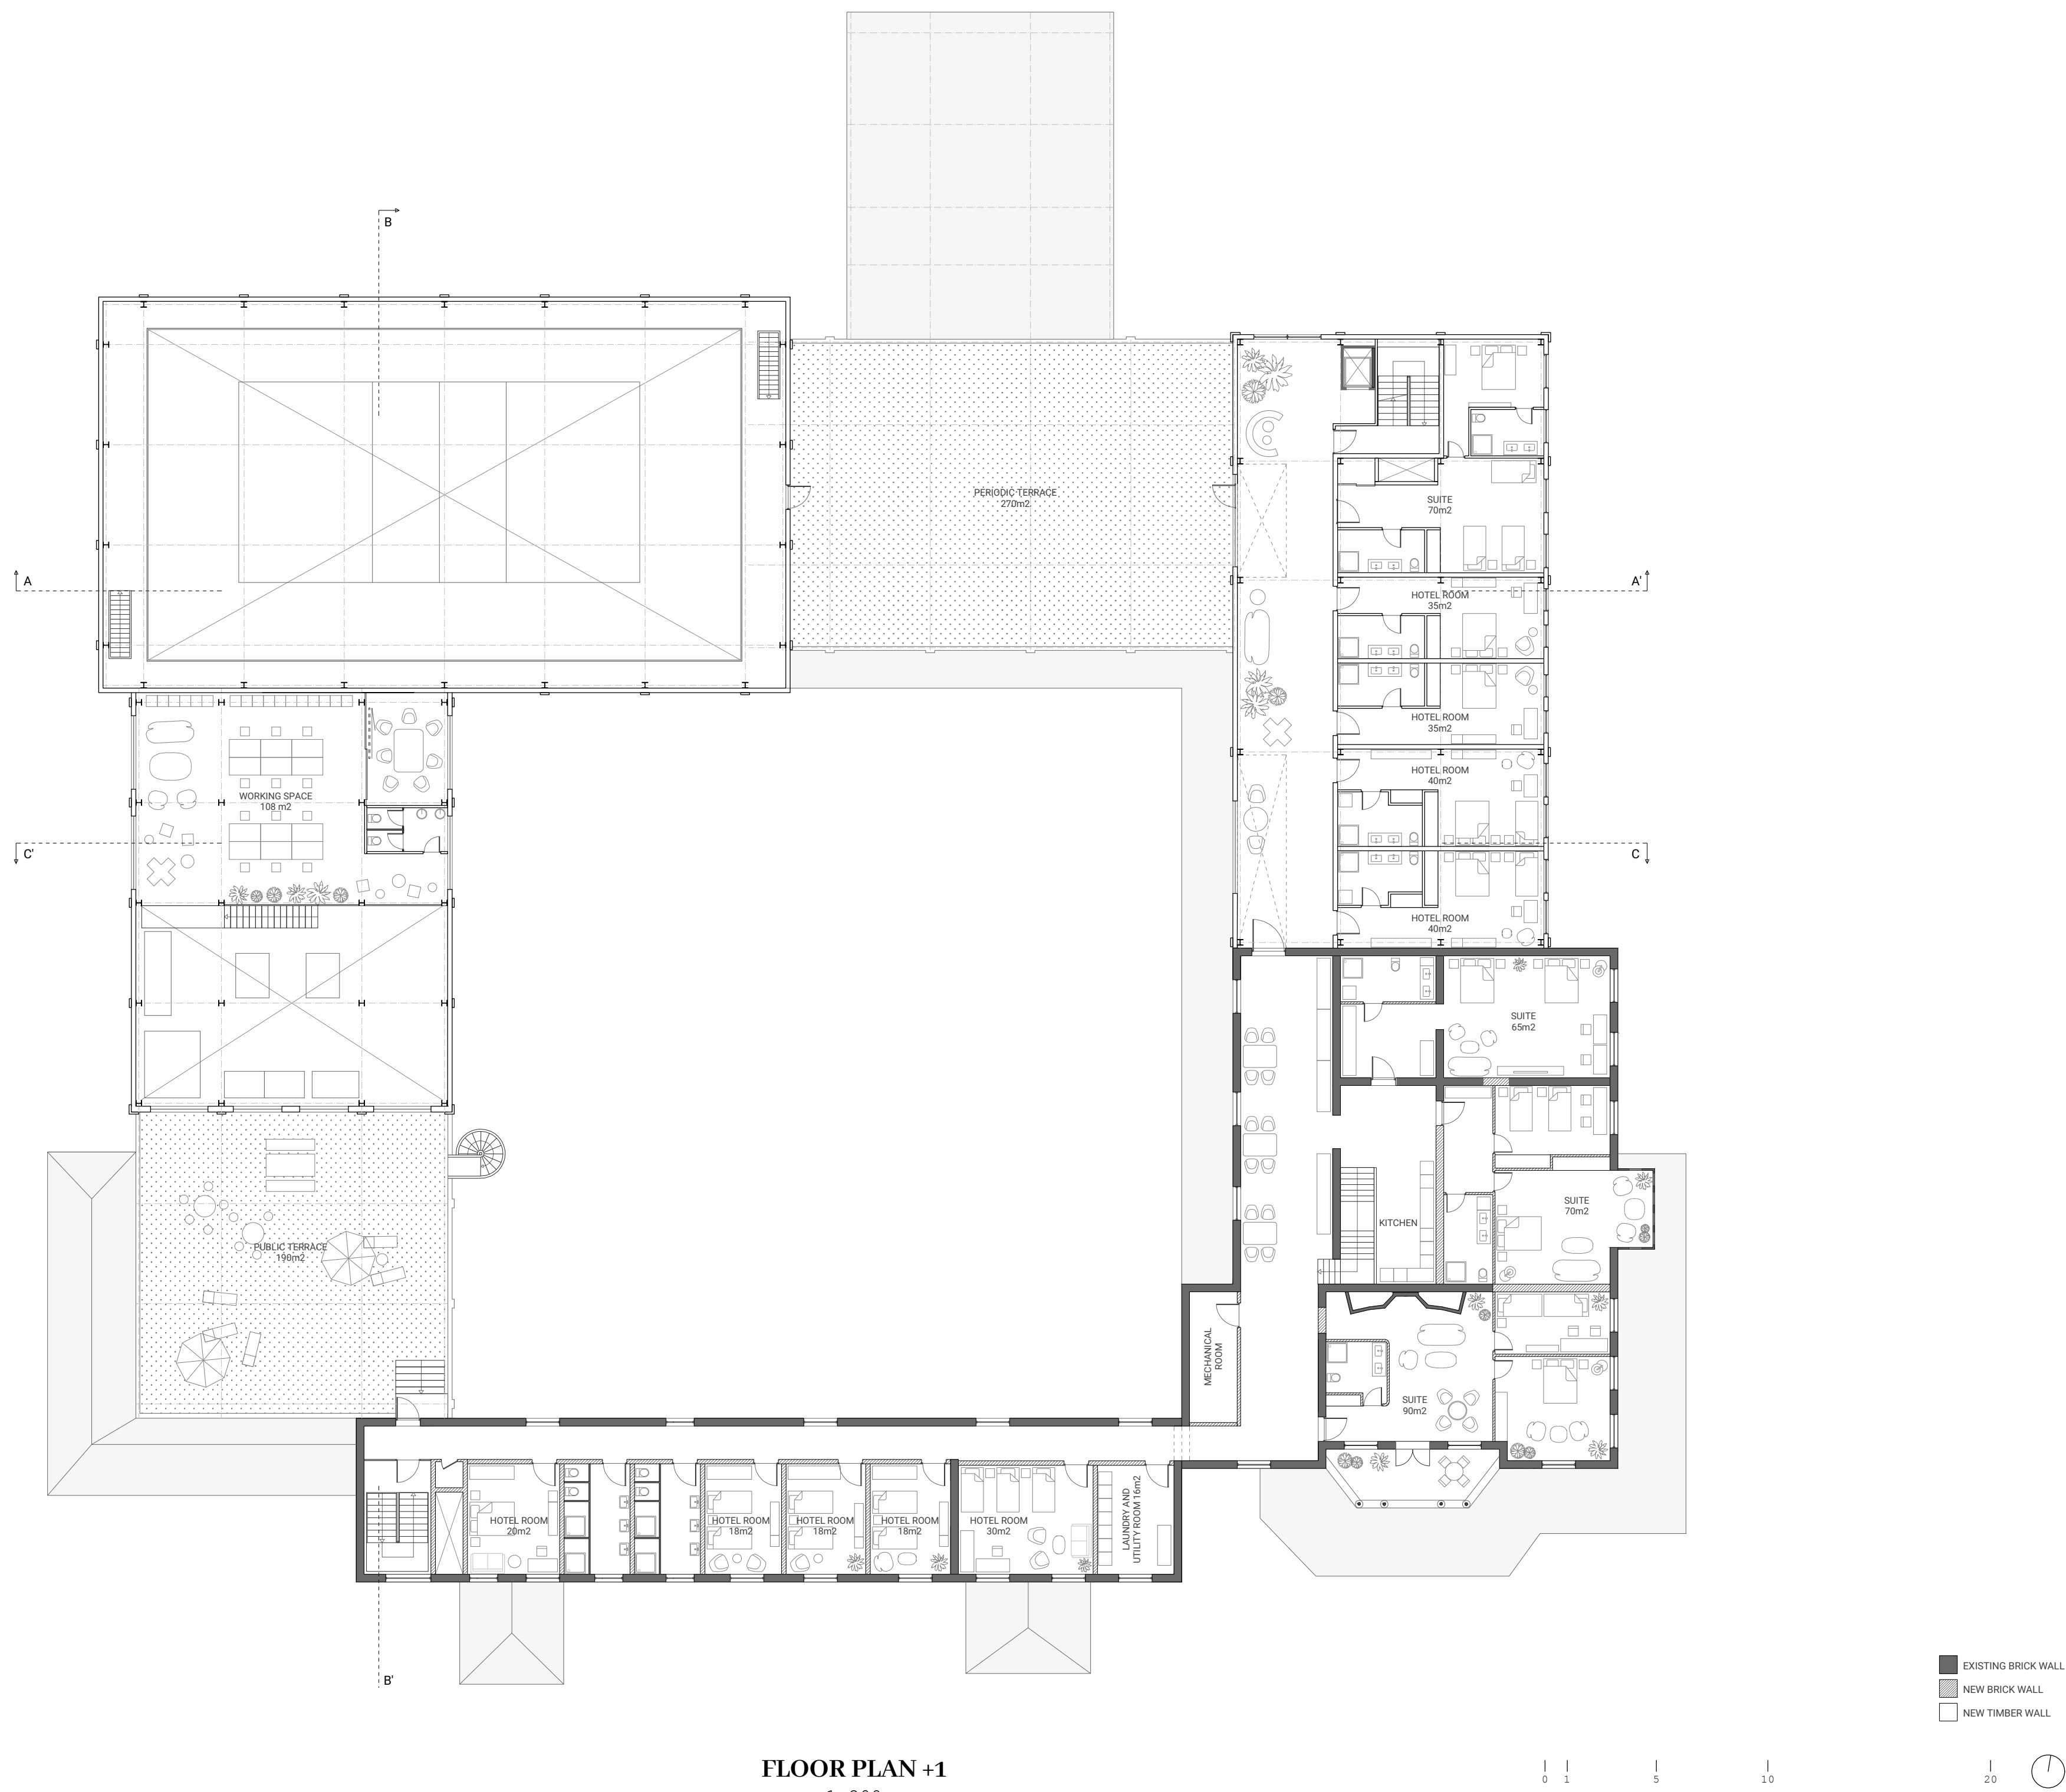 B
PERIODIC TERRACE
270m2
SUITE
70m2
A
A'
HOTEL ROOM
35m2
HOTEL ROOM
35m2
HOTEL ROOM
40m2
WORKING SPACE
108 m2
C'
C
HOTEL ROOM
40m2
SUITE
65m2
SUITE
70m2
KITCHEN
PUBLIC TERRACE
190m2
MECHANICAL
ROOM
SUITE
90m2
HOTEL ROOM
20m2
HOTEL ROOM
18m2
HOTEL ROOM
18m2
HOTEL ROOM
18m2
HOTEL ROOM
30m2
LAUNDRY AND
UTILITY ROOM 16m2
B'
EXISTING BRICK WALL
NEW BRICK WALL
NEW TIMBER WALL
FLOOR PLAN +1
0 1 5 10 20